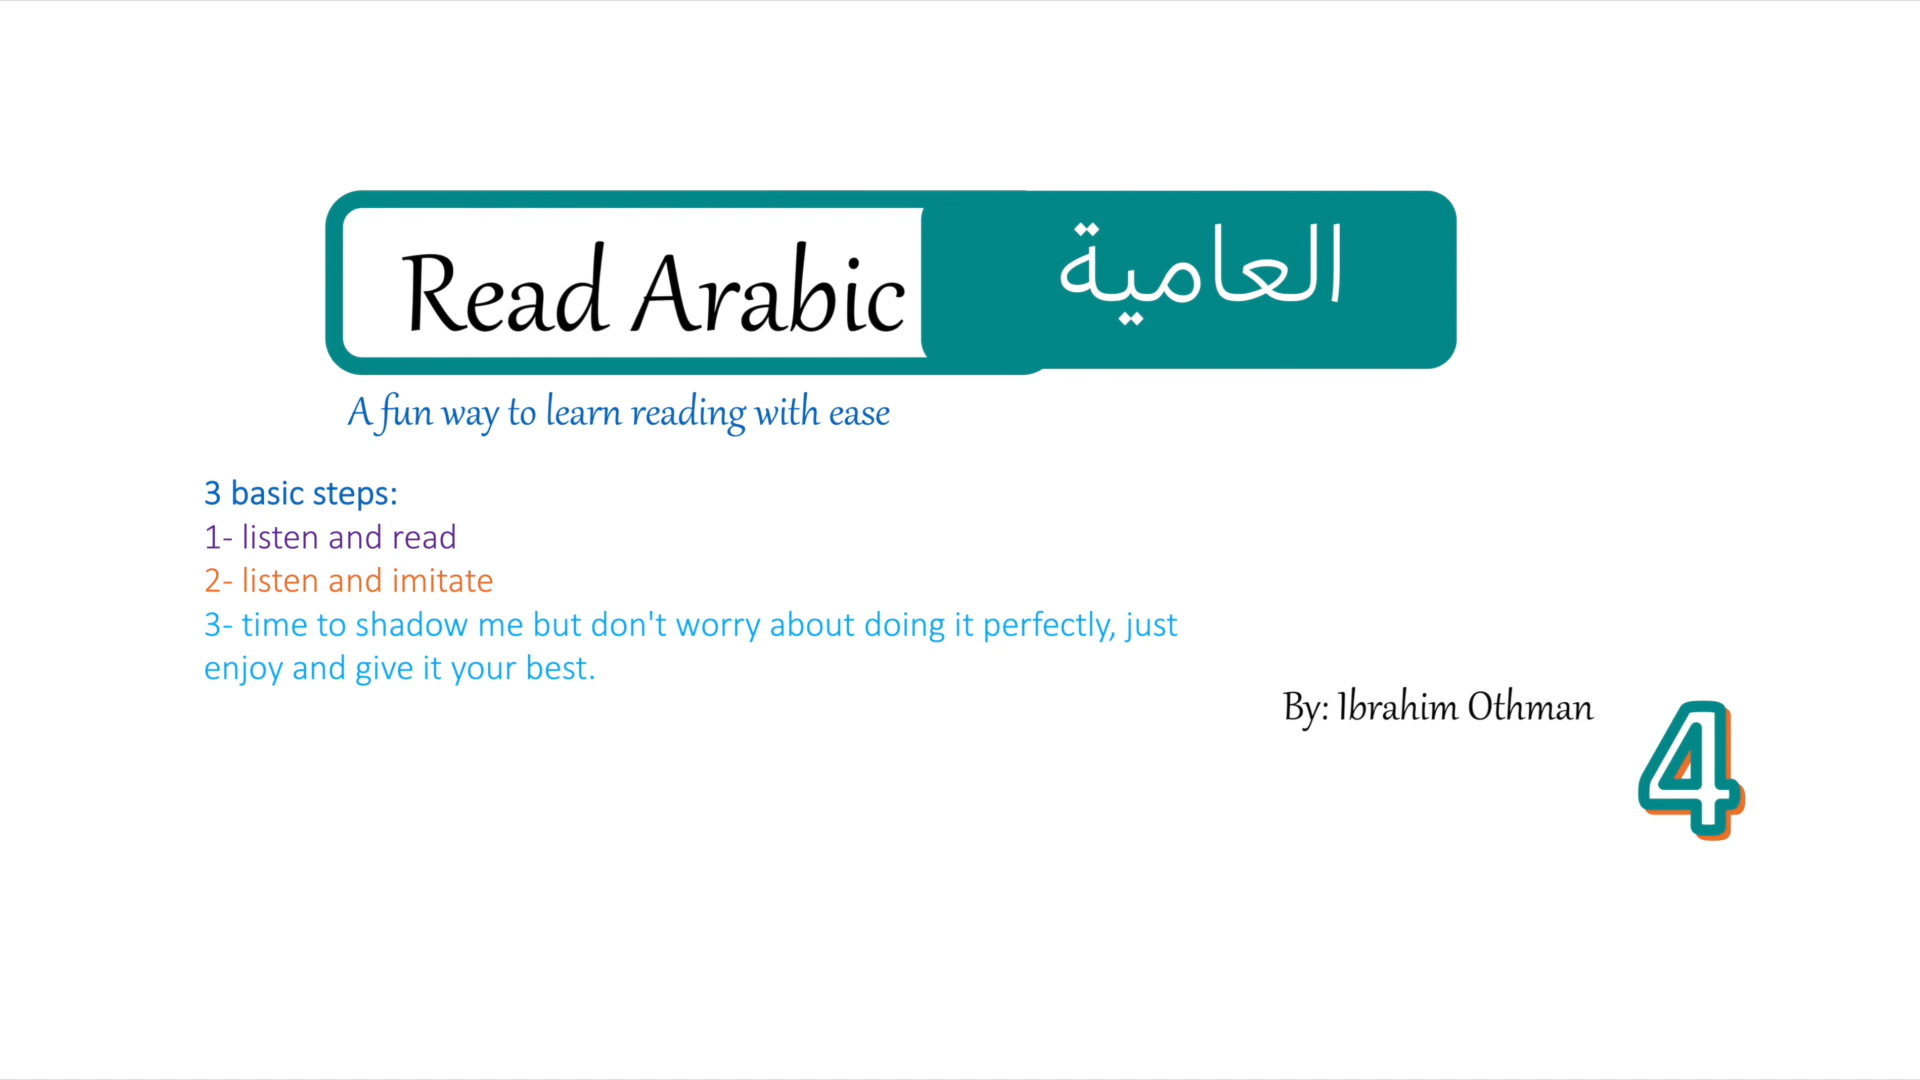 Read Arabic العامية
A fun way to learn reading with ease
3 basic steps:
1- listen and read
2- listen and imitate
3- time to shadow me but don't worry about doing it perfectly, just
enjoy and give it your best.
By: Ibrahim Othman
4